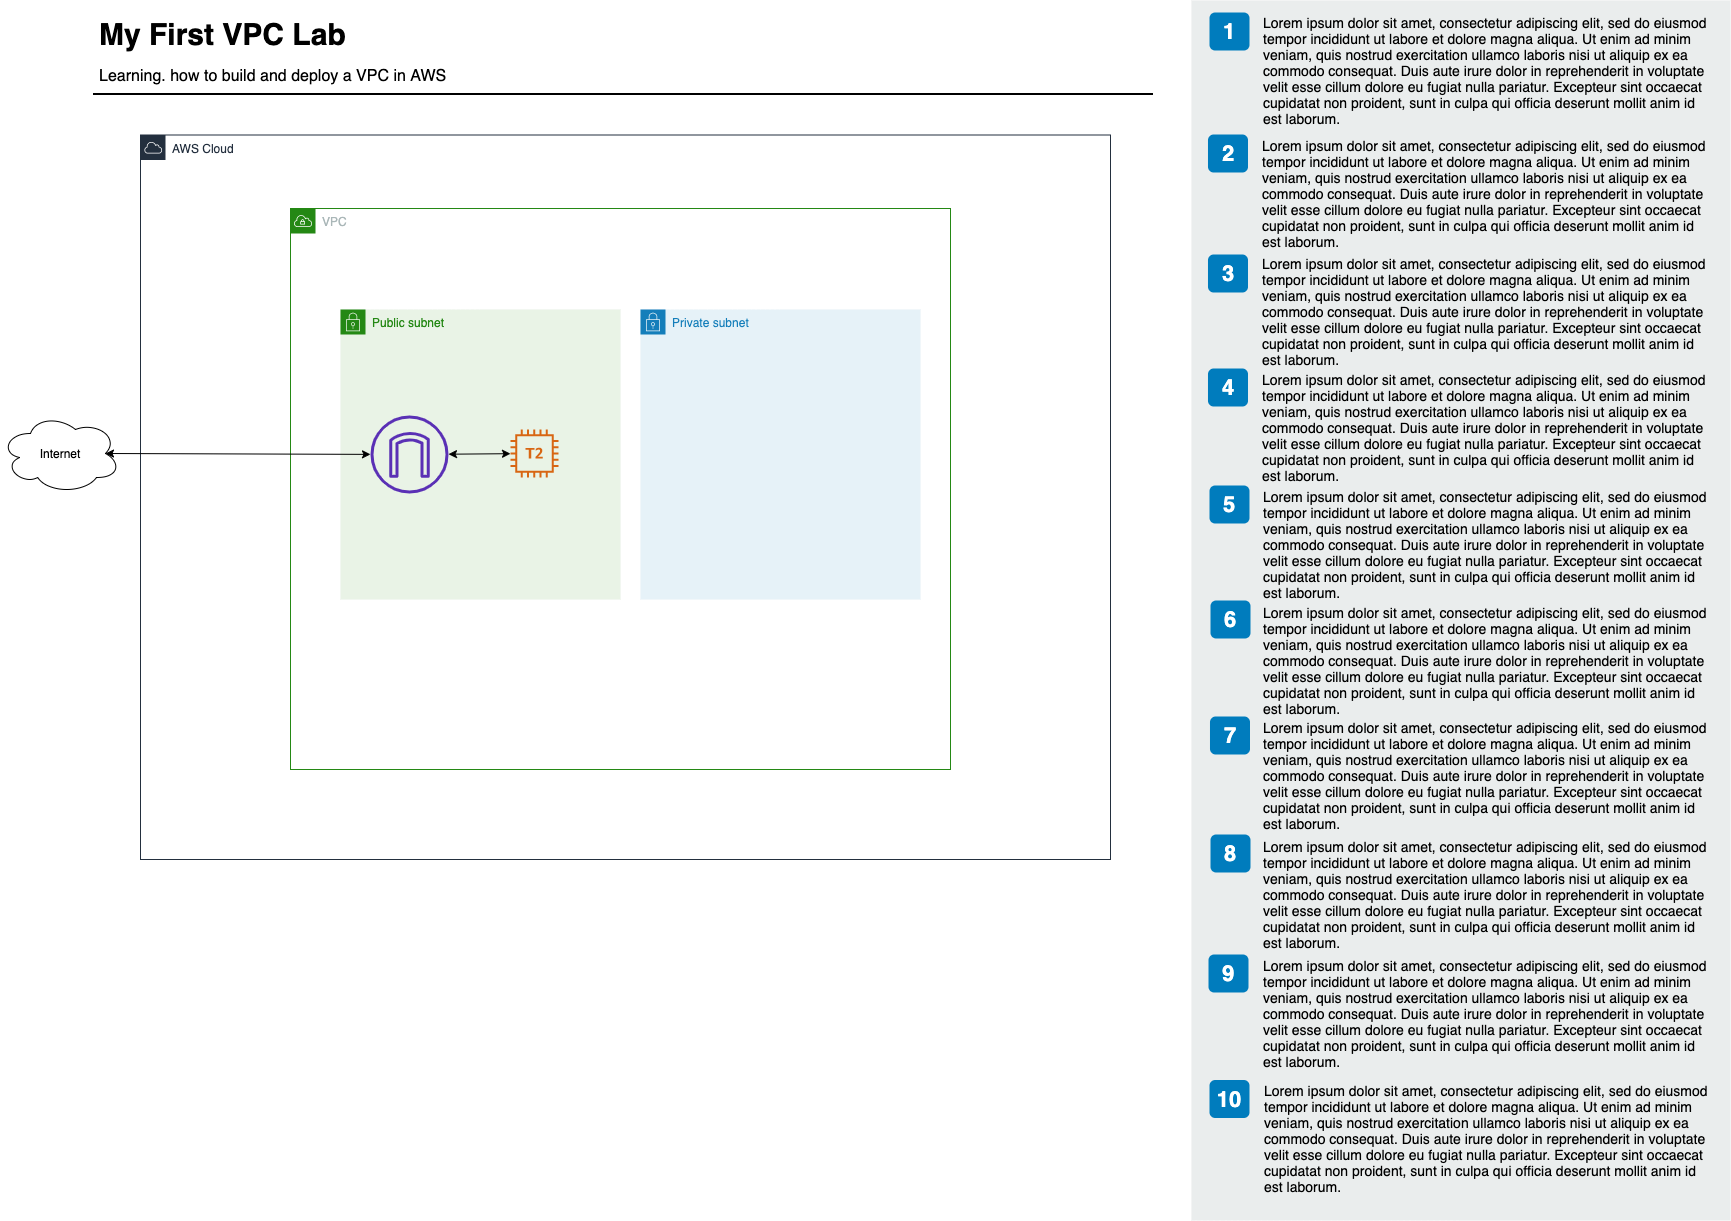 My First VPC Lab
Learning. how to build and deploy a VPC in AWS
AWS Cloud
VPC
Public subnet
Private subnet
Internet
T2
1
Lorem ipsum dolor sit amet, consectetur adipiscing elit, sed do eiusmod
tempor incididunt ut labore et dolore magna aliqua. Ut enim ad minim
veniam, quis nostrud exercitation ullamco laboris nisi ut aliquip ex ea
commodo consequat. Duis aute irure dolor in reprehenderit in voluptate
velit esse cillum dolore eu fugiat nulla pariatur. Excepteur sint occaecat
cupidatat non proident, sunt in culpa qui officia deserunt mollit anim id
est laborum.
2
Lorem ipsum dolor sit amet, consectetur adipiscing elit, sed do eiusmod
tempor incididunt ut labore et dolore magna aliqua. Ut enim ad minim
veniam, quis nostrud exercitation ullamco laboris nisi ut aliquip ex ea
commodo consequat. Duis aute irure dolor in reprehenderit in voluptate
velit esse cillum dolore eu fugiat nulla pariatur. Excepteur sint occaecat
cupidatat non proident, sunt in culpa qui officia deserunt mollit anim id
est laborum.
3
Lorem ipsum dolor sit amet, consectetur adipiscing elit, sed do eiusmod
tempor incididunt ut labore et dolore magna aliqua. Ut enim ad minim
veniam, quis nostrud exercitation ullamco laboris nisi ut aliquip ex ea
commodo consequat. Duis aute irure dolor in reprehenderit in voluptate
velit esse cillum dolore eu fugiat nulla pariatur. Excepteur sint occaecat
cupidatat non proident, sunt in culpa qui officia deserunt mollit anim id
est laborum.
4
Lorem ipsum dolor sit amet, consectetur adipiscing elit, sed do eiusmod
tempor incididunt ut labore et dolore magna aliqua. Ut enim ad minim
veniam, quis nostrud exercitation ullamco laboris nisi ut aliquip ex ea
commodo consequat. Duis aute irure dolor in reprehenderit in voluptate
velit esse cillum dolore eu fugiat nulla pariatur. Excepteur sint occaecat
cupidatat non proident, sunt in culpa qui officia deserunt mollit anim id
est laborum.
5
Lorem ipsum dolor sit amet, consectetur adipiscing elit, sed do eiusmod
tempor incididunt ut labore et dolore magna aliqua. Ut enim ad minim
veniam, quis nostrud exercitation ullamco laboris nisi ut aliquip ex ea
commodo consequat. Duis aute irure dolor in reprehenderit in voluptate
velit esse cillum dolore eu fugiat nulla pariatur. Excepteur sint occaecat
cupidatat non proident, sunt in culpa qui officia deserunt mollit anim id
est laborum.
6
Lorem ipsum dolor sit amet, consectetur adipiscing elit, sed do eiusmod
tempor incididunt ut labore et dolore magna aliqua. Ut enim ad minim
veniam, quis nostrud exercitation ullamco laboris nisi ut aliquip ex ea
commodo consequat. Duis aute irure dolor in reprehenderit in voluptate
velit esse cillum dolore eu fugiat nulla pariatur. Excepteur sint occaecat
cupidatat non proident, sunt in culpa qui officia deserunt mollit anim id
est laborum.
7
Lorem ipsum dolor sit amet, consectetur adipiscing elit, sed do eiusmod
tempor incididunt ut labore et dolore magna aliqua. Ut enim ad minim
veniam, quis nostrud exercitation ullamco laboris nisi ut aliquip ex ea
commodo consequat. Duis aute irure dolor in reprehenderit in voluptate
velit esse cillum dolore eu fugiat nulla pariatur. Excepteur sint occaecat
cupidatat non proident, sunt in culpa qui officia deserunt mollit anim id
est laborum.
8
Lorem ipsum dolor sit amet, consectetur adipiscing elit, sed do eiusmod
tempor incididunt ut labore et dolore magna aliqua. Ut enim ad minim
veniam, quis nostrud exercitation ullamco laboris nisi ut aliquip ex ea
commodo consequat. Duis aute irure dolor in reprehenderit in voluptate
velit esse cillum dolore eu fugiat nulla pariatur. Excepteur sint occaecat
cupidatat non proident, sunt in culpa qui officia deserunt mollit anim id
est laborum.
9
Lorem ipsum dolor sit amet, consectetur adipiscing elit, sed do eiusmod
tempor incididunt ut labore et dolore magna aliqua. Ut enim ad minim
veniam, quis nostrud exercitation ullamco laboris nisi ut aliquip ex ea
commodo consequat. Duis aute irure dolor in reprehenderit in voluptate
velit esse cillum dolore eu fugiat nulla pariatur. Excepteur sint occaecat
cupidatat non proident, sunt in culpa qui officia deserunt mollit anim id
est laborum.
10
Lorem ipsum dolor sit amet, consectetur adipiscing elit, sed do eiusmod
tempor incididunt ut labore et dolore magna aliqua. Ut enim ad minim
veniam, quis nostrud exercitation ullamco laboris nisi ut aliquip ex ea
commodo consequat. Duis aute irure dolor in reprehenderit in voluptate
velit esse cillum dolore eu fugiat nulla pariatur. Excepteur sint occaecat
cupidatat non proident, sunt in culpa qui officia deserunt mollit anim id
est laborum.